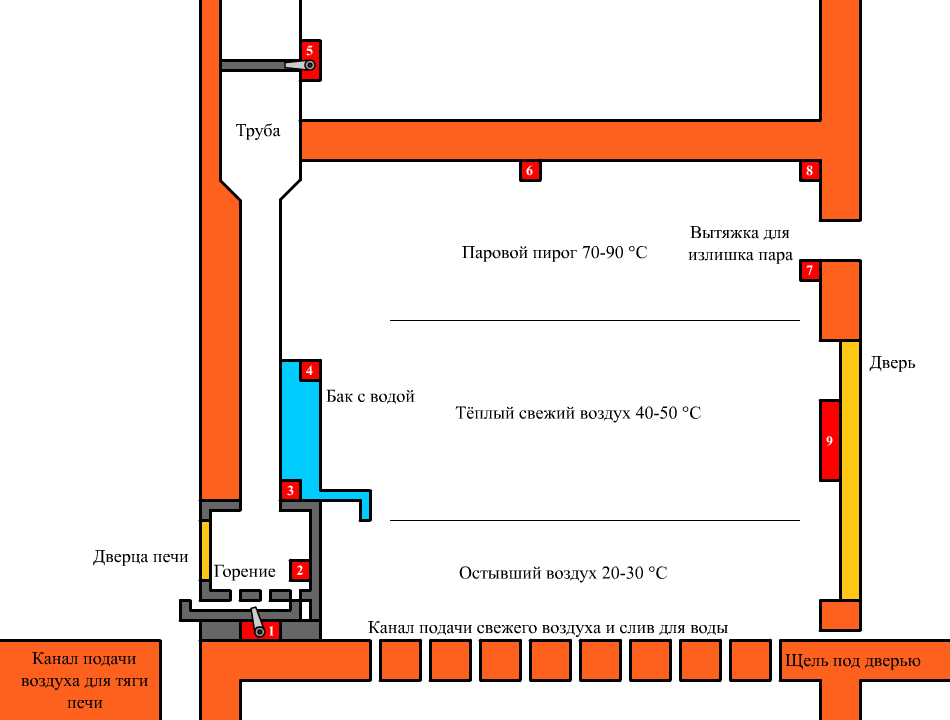 5
Труба
6
8
Вытяжка для
излишка пара
Паровой пирог 70-90 °C
7
4
Дверь
Бак с водой
Тёплый свежий воздух 40-50 °C
9
3
Дверца печи
Горение
2
Остывший воздух 20-30 °C
1
Канал подачи свежего воздуха и слив для воды
Канал подачи
воздуха для тяги
печи
Щель под дверью